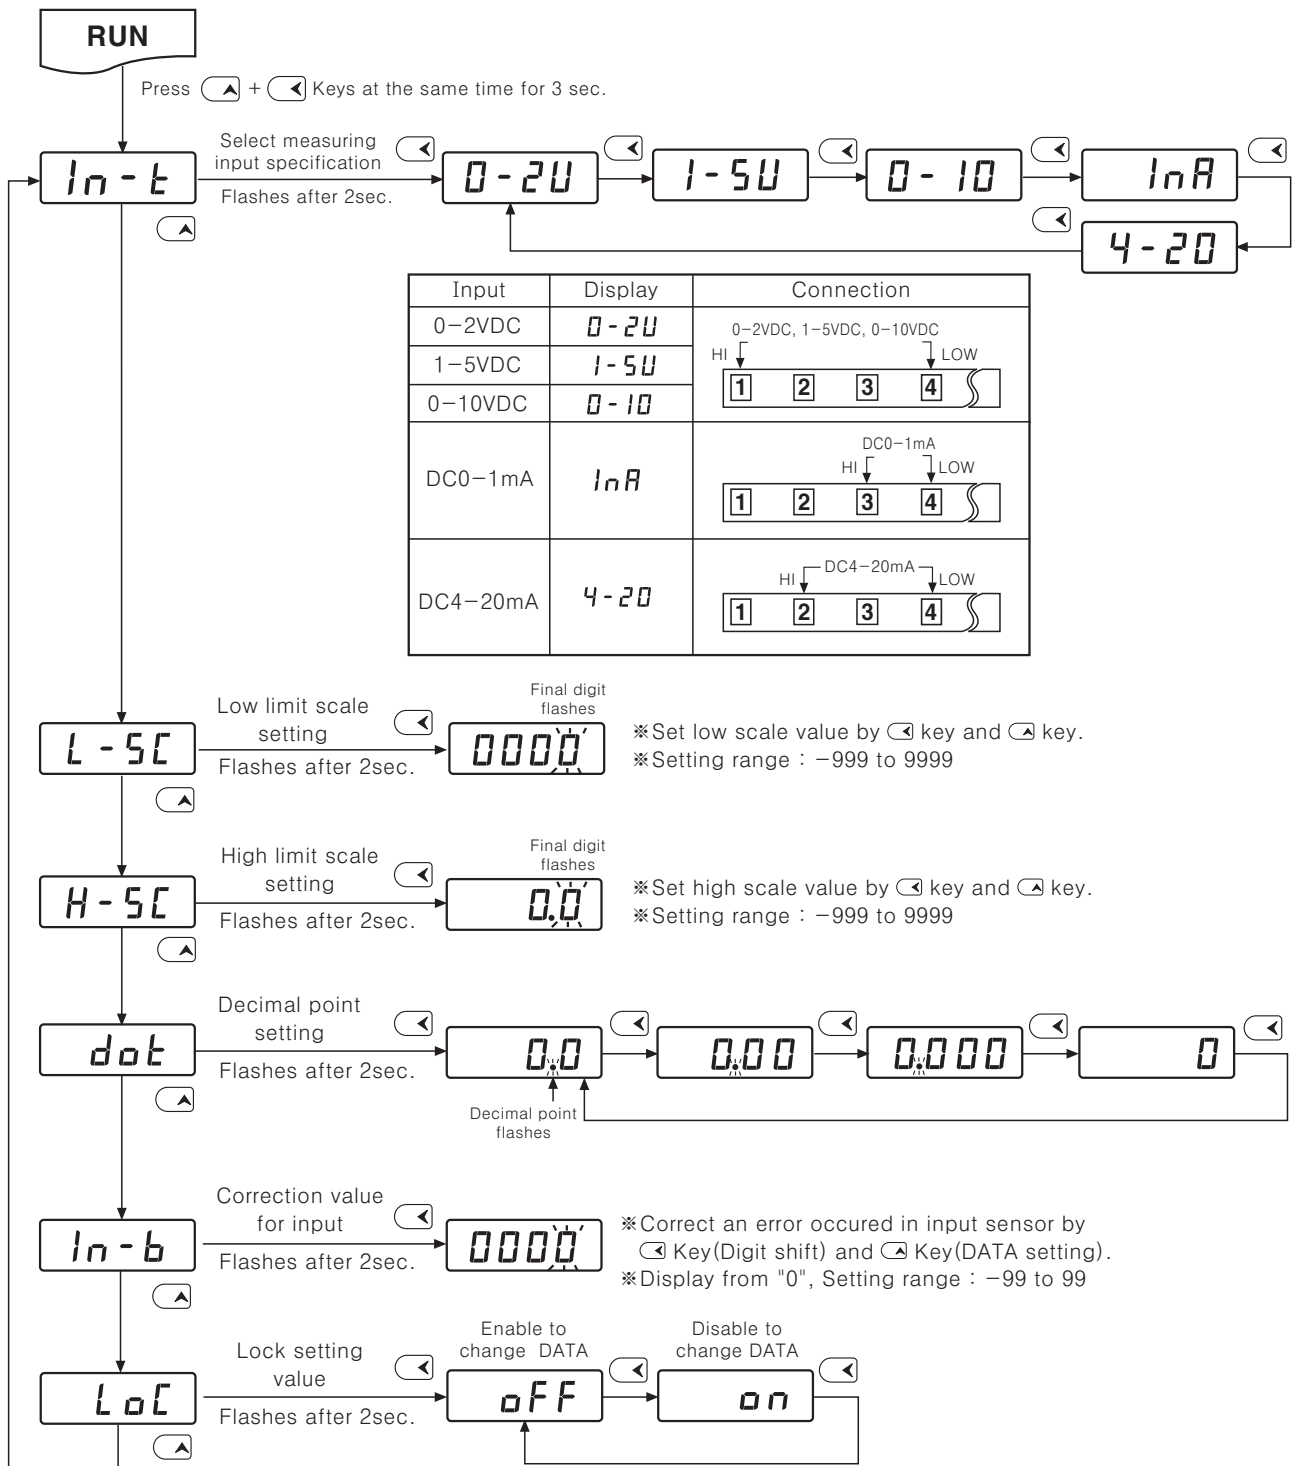 RUN
Press + Keys at the same time for 3 sec.
In-t
Select measuring
input specification
Flashes after 2sec.
0-2U
1-5U
0-10
InA
4-20
Input Display Connection
0−2VDC 0-2U
1−5VDC 1-5U
0−10VDC 0-10
0−2VDC, 1−5VDC, 0−10VDC
HI LOW
1 2 3 4
DC0−1mA InA
DC0−1mA
HI LOW
1 2 3 4
DC4−20mA 4-20
HI DC4−20mA LOW
1 2 3 4
L-SC
Low limit scale
setting
Flashes after 2sec.
Final digit
flashes
0000
※Set low scale value by key and key.
※Setting range : −999 to 9999
H-SC
High limit scale
setting
Flashes after 2sec.
Final digit
flashes
0.0
※Set high scale value by key and key.
※Setting range : −999 to 9999
dot
Decimal point
setting
Flashes after 2sec.
0.0
0.00
0.000
0
Decimal point
flashes
In-b
Correction value
for input
Flashes after 2sec.
0000
※Correct an error occured in input sensor by
Key(Digit shift) and Key(DATA setting).
※Display from "0", Setting range : −99 to 99
LoC
Lock setting
value
Flashes after 2sec.
Enable to
change DATA
oFF
Disable to
change DATA
on